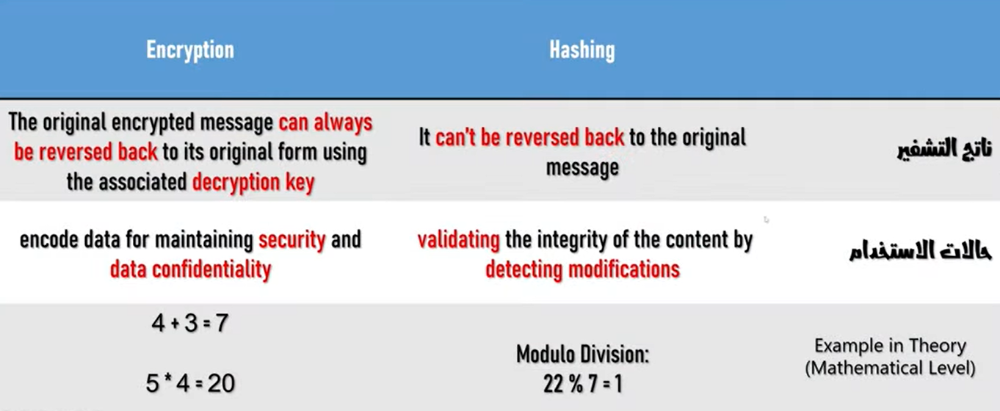 Encryption
Hashing
The original encrypted message can always
be reversed back to its original form using
the associated decryption key
It can't be reversed back to the original
message
ناتج التشفير
encode data for maintaining security and
data confidentiality
validating the integrity of the content by
detecting modifications
حالات الاستخدام
4 + 3 = 7
5 * 4 = 20
Modulo Division:
22 % 7 = 1
Example in Theory
(Mathematical Level)